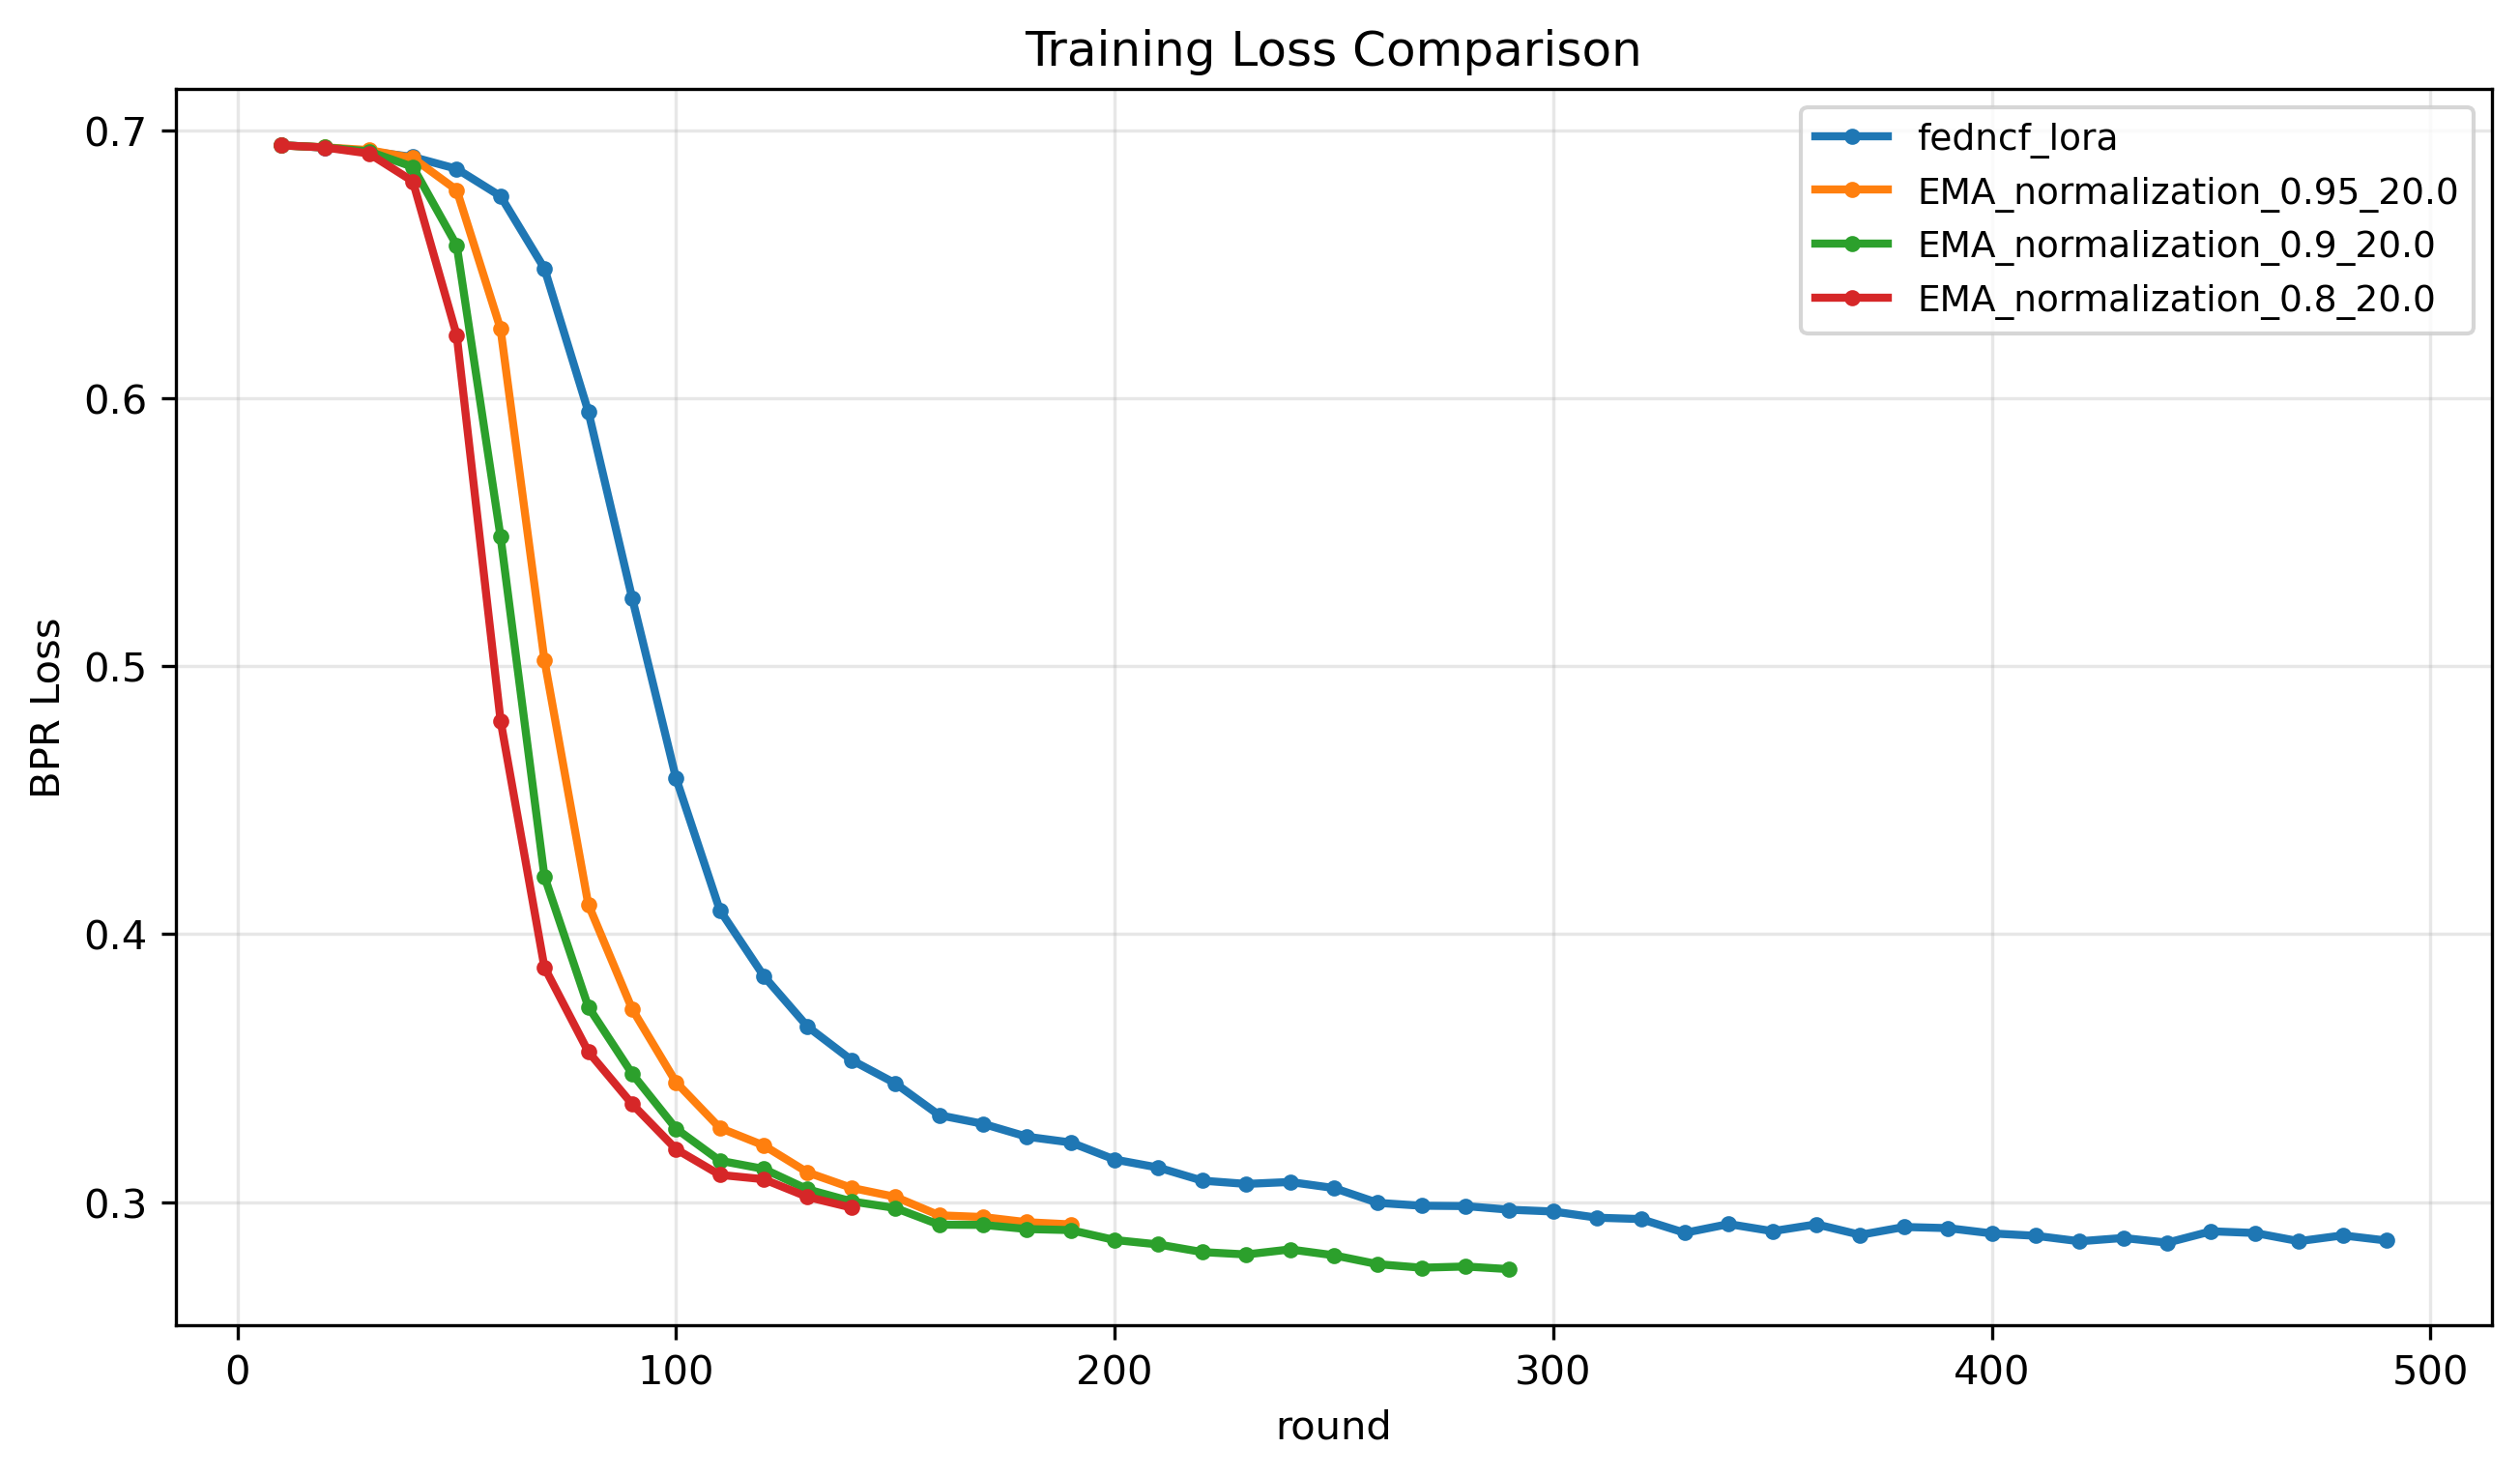 Training Loss Comparison
fedncf_lora
EMA_normalization_0.95_20.0
EMA_normalization_0.9_20.0
EMA_normalization_0.8_20.0
BPR Loss
0.7
0.6
0.5
0.4
0.3
0 100 200 300 400 500
round